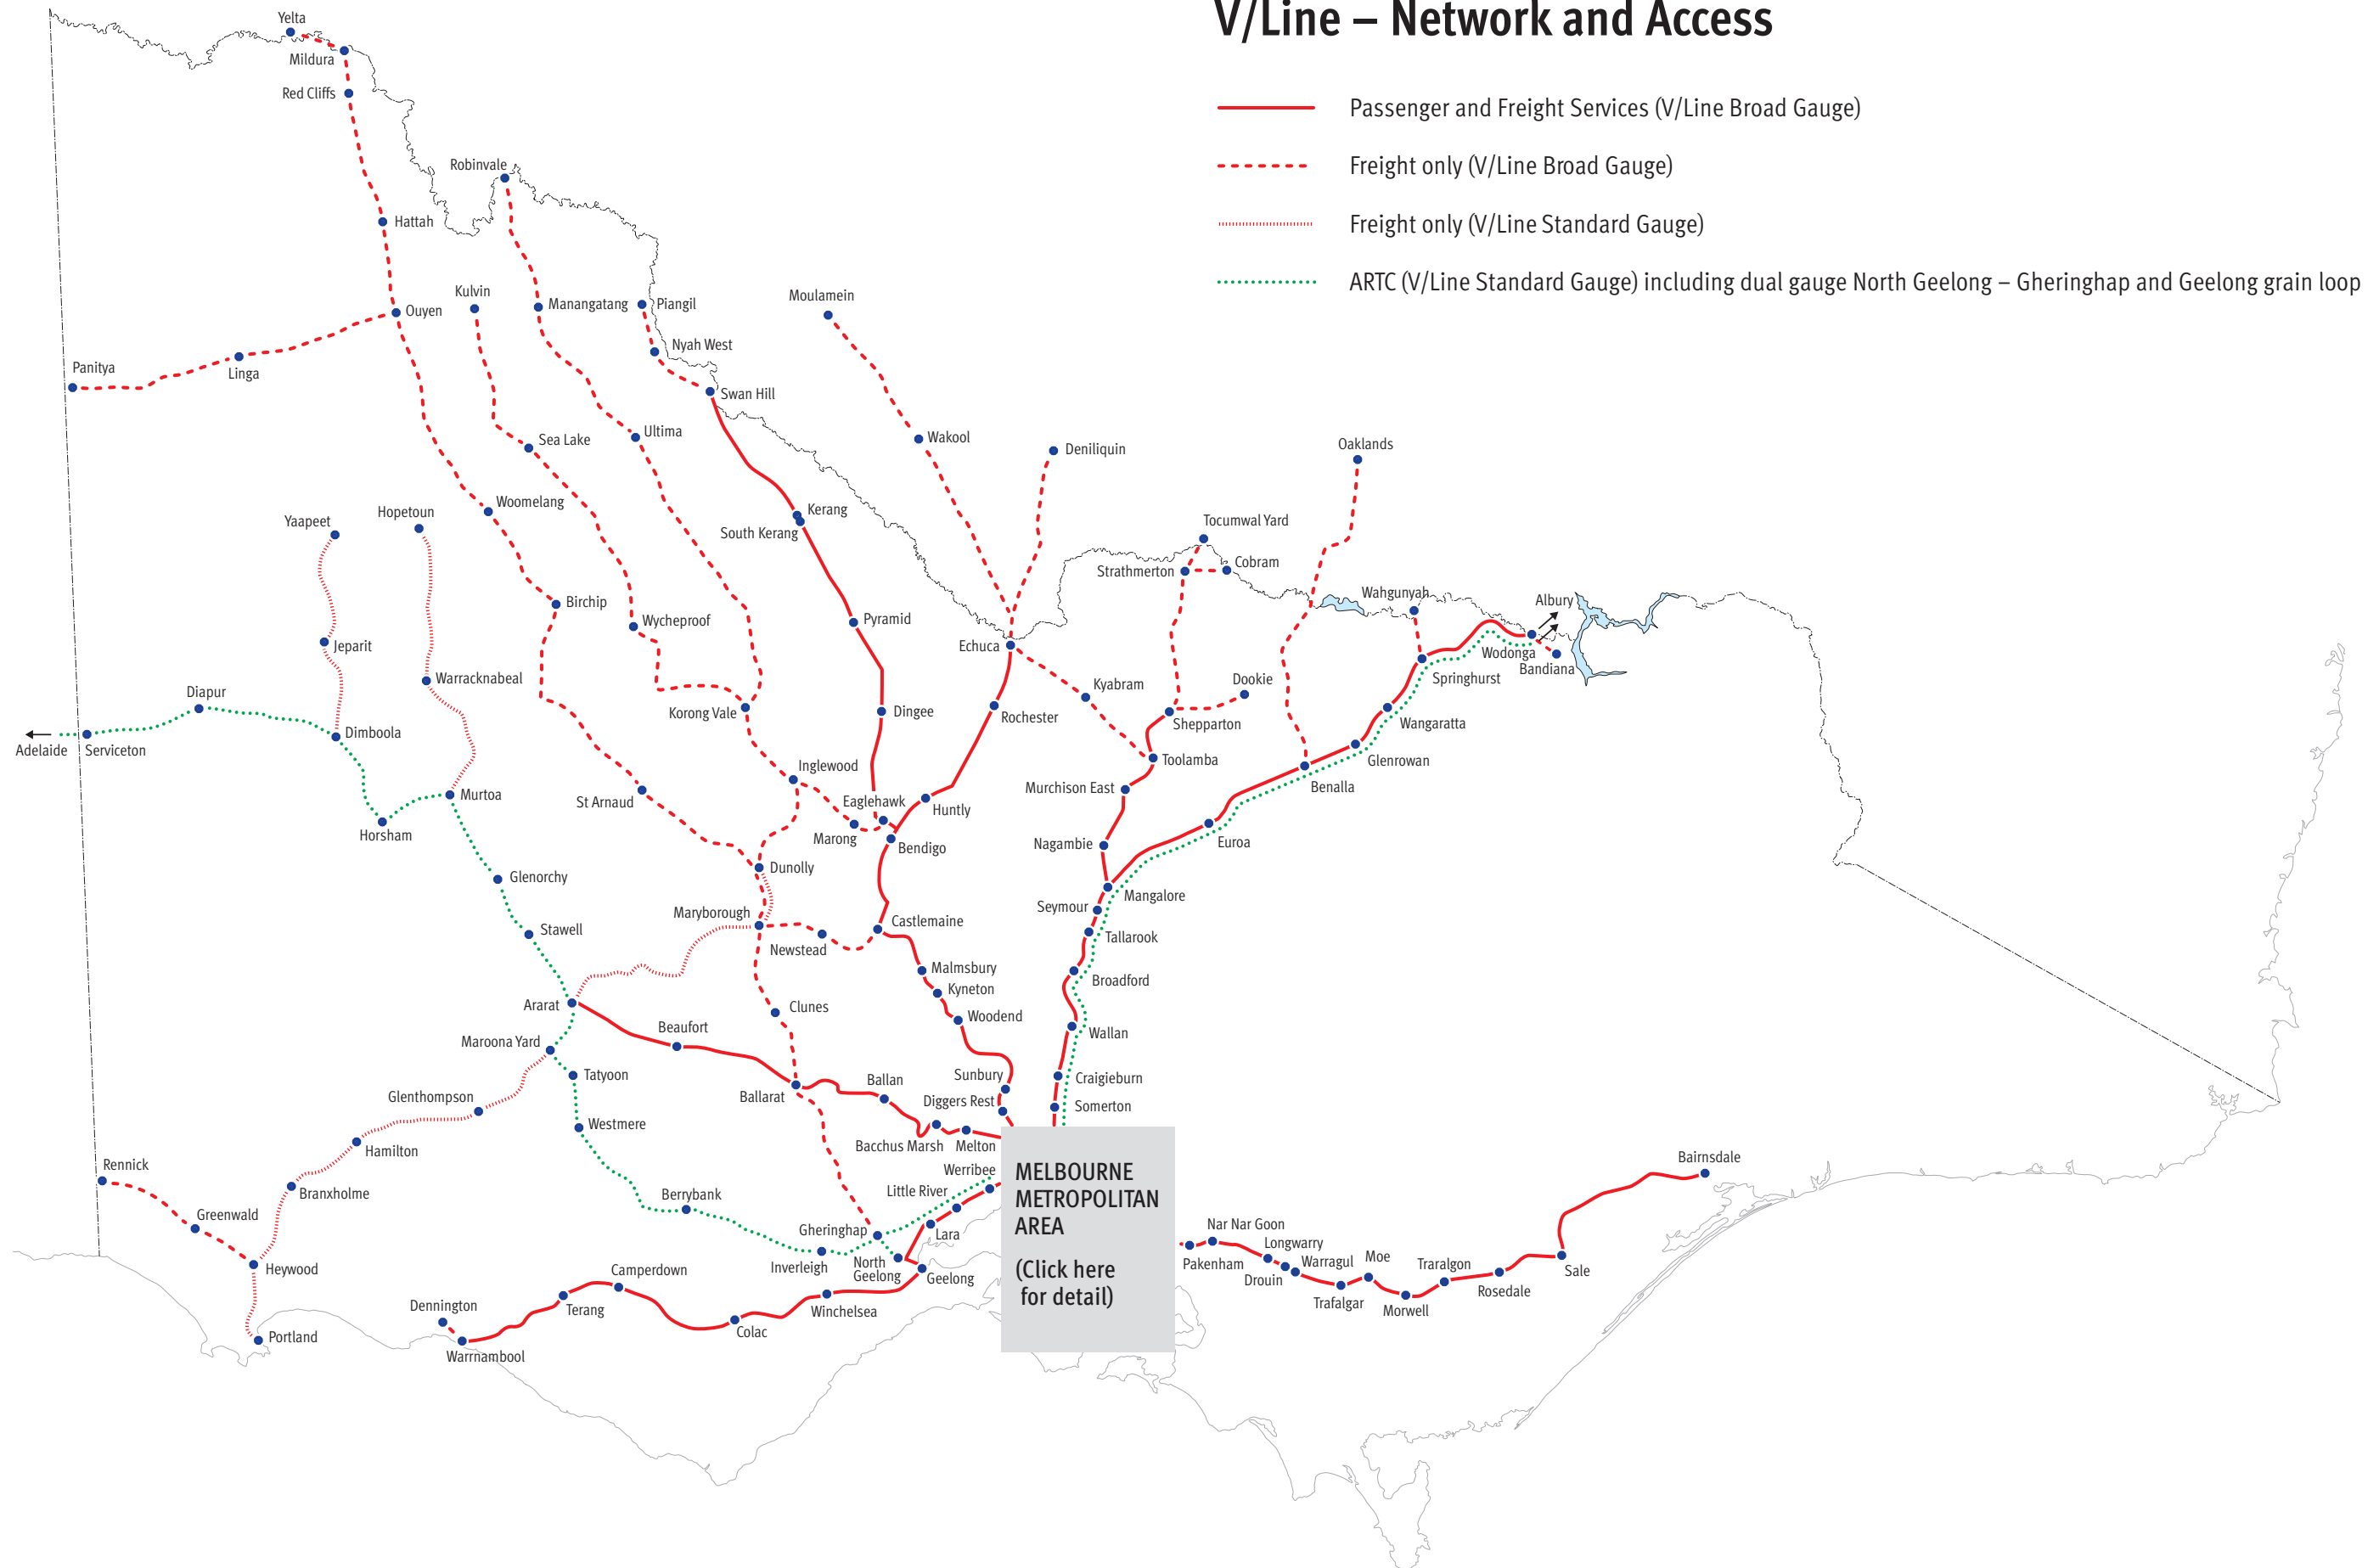 V/Line – Network and Access
Passenger and Freight Services (V/Line Broad Gauge)
Freight only (V/Line Broad Gauge)
Freight only (V/Line Standard Gauge)
ARTC (V/Line Standard Gauge) including dual gauge North Geelong – Gheringhap and Geelong grain loop
Yelta
Mildura
Red Cliffs
Robinvale
Hattah
Kulvin
Manangatang
Piangil
Moulamein
Ouyen
Nyah West
Panitya
Linga
Swan Hill
Sea Lake
Ultima
Wakool
Deniliquin
Oaklands
Woomelang
Yaapeet
Hopetoun
Kerang
South Kerang
Tocumwal Yard
Strathmerton
Cobram
Birchip
Wycheproof
Pyramid
Wahgunyah
Albury
Jeparit
Echuca
Wodonga
Bandiana
Warracknabeal
Springhurst
Diapur
Korong Vale
Dingee
Rochester
Kyabram
Dookie
Shepparton
Wangaratta
Adelaide
Serviceton
Dimboola
Toolamba
Glenrowan
Inglewood
Murchison East
Benalla
Murtoa
St Arnaud
Eaglehawk
Huntly
Horsham
Marong
Bendigo
Nagambie
Euroa
Glenorchy
Dunolly
Mangalore
Seymour
Maryborough
Castlemaine
Stawell
Newstead
Tallarook
Malmsbury
Broadford
Kyneton
Ararat
Clunes
Woodend
Beaufort
Wallan
Maroona Yard
Tatyoon
Sunbury
Craigieburn
Ballan
Glenthompson
Ballarat
Diggers Rest
Somerton
Westmere
Bacchus Marsh
Melton
Hamilton
Rennick
Werribee
MELBOURNE
METROPOLITAN
AREA
(Click here
for detail)
Bairnsdale
Branxholme
Berrybank
Little River
Greenwald
Gheringhap
Lara
Nar Nar Goon
Heywood
Inverleigh
North
Geelong
Geelong
Pakenham
Longwarry
Drouin
Warragul
Moe
Traralgon
Sale
Camperdown
Trafalgar
Morwell
Rosedale
Dennington
Terang
Winchelsea
Portland
Colac
Warrnambool